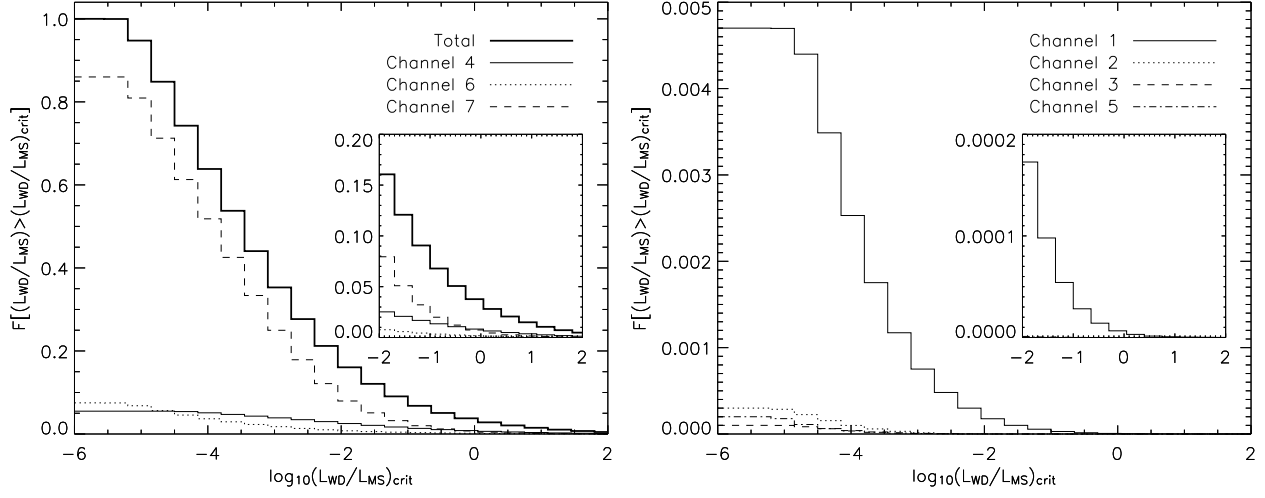 1.0
0.8
0.6
0.4
0.2
0.0
F[(LWD/LMS)>(LWD/LMS)crit]
Total
Channel 4
Channel 6
Channel 7
0.20
0.15
0.10
0.05
0.00
-2 -1 0 1 2
-6 -4 -2 0 2
log10(LWD/LMS)crit
0.005
0.004
0.003
0.002
0.001
0.000
F[(LWD/LMS)>(LWD/LMS)crit]
Channel 1
Channel 2
Channel 3
Channel 5
0.0002
0.0001
0.0000
-2 -1 0 1 2
-6 -4 -2 0 2
log10(LWD/LMS)crit